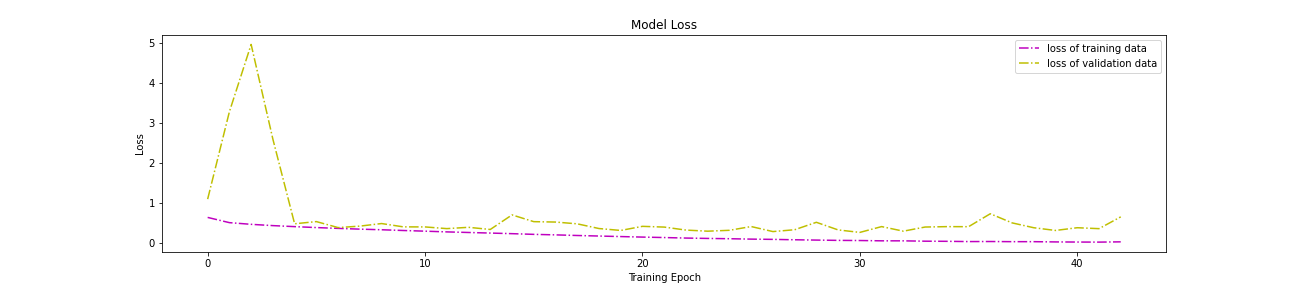 Model Loss
5
4
3
2
1
0
Loss
loss of training data
loss of validation data
0 10 20 30 40
Training Epoch